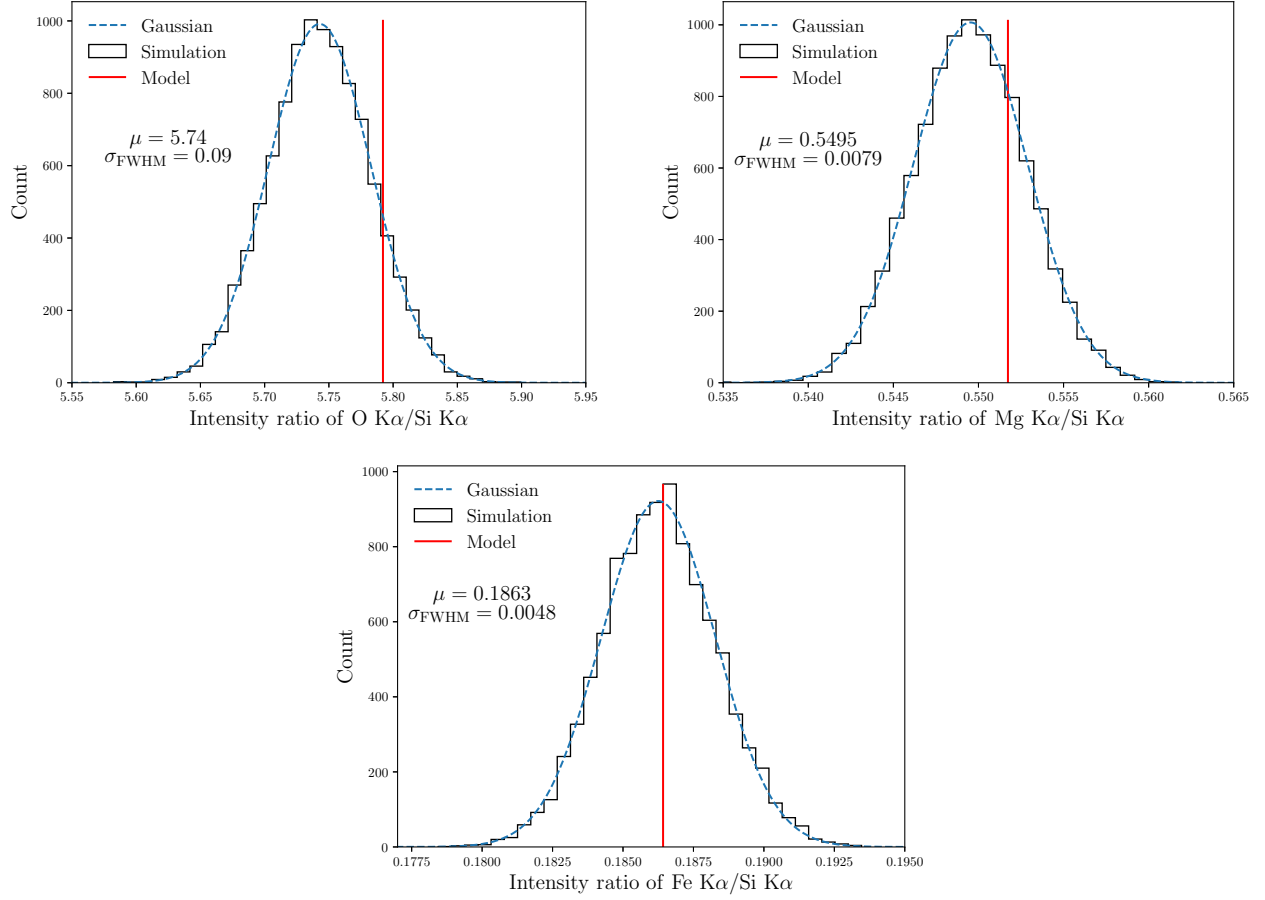 Gaussian
Simulation
Model
μ = 5.74
σFWHM = 0.09
Count
0
200
400
600
800
1000
5.55
5.60
5.65
5.70
5.75
5.80
5.85
5.90
5.95
Intensity ratio of O Kα/Si Kα
Gaussian
Simulation
Model
μ = 0.5495
σFWHM = 0.0079
Count
0
200
400
600
800
1000
0.535
0.540
0.545
0.550
0.555
0.560
0.565
Intensity ratio of Mg Kα/Si Kα
Gaussian
Simulation
Model
μ = 0.1863
σFWHM = 0.0048
Count
0
200
400
600
800
1000
0.1775
0.1800
0.1825
0.1850
0.1875
0.1900
0.1925
0.1950
Intensity ratio of Fe Kα/Si Kα